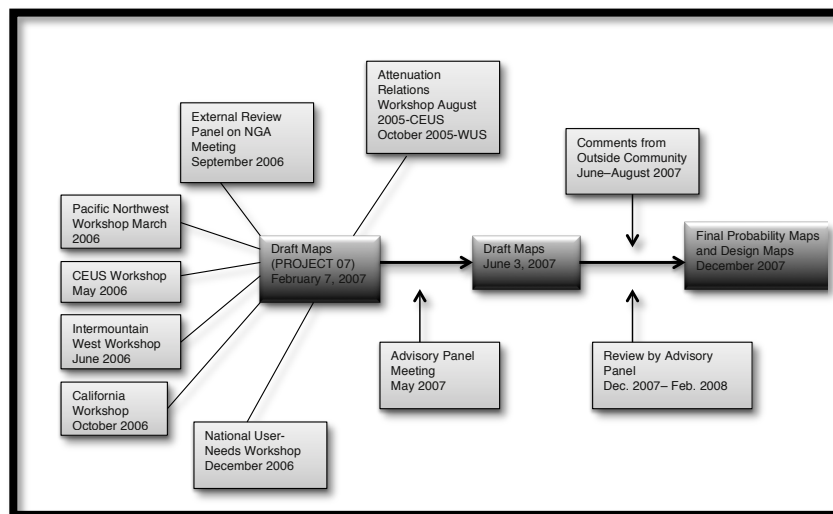 Attenuation
Relations
Workshop August
2005-CEUS
October 2005-WUS
External Review
Panel on NGA
Meeting
September 2006
Comments from
Outside Community
June–August 2007
Pacific Northwest
Workshop March
2006
Draft Maps
(PROJECT 07)
February 7, 2007
Draft Maps
June 3, 2007
Final Probability Maps
and Design Maps
December 2007
CEUS Workshop
May 2006
Intermountain
West Workshop
June 2006
Advisory Panel
Meeting
May 2007
Review by Advisory
Panel
Dec. 2007– Feb. 2008
California
Workshop
October 2006
National User-
Needs Workshop
December 2006